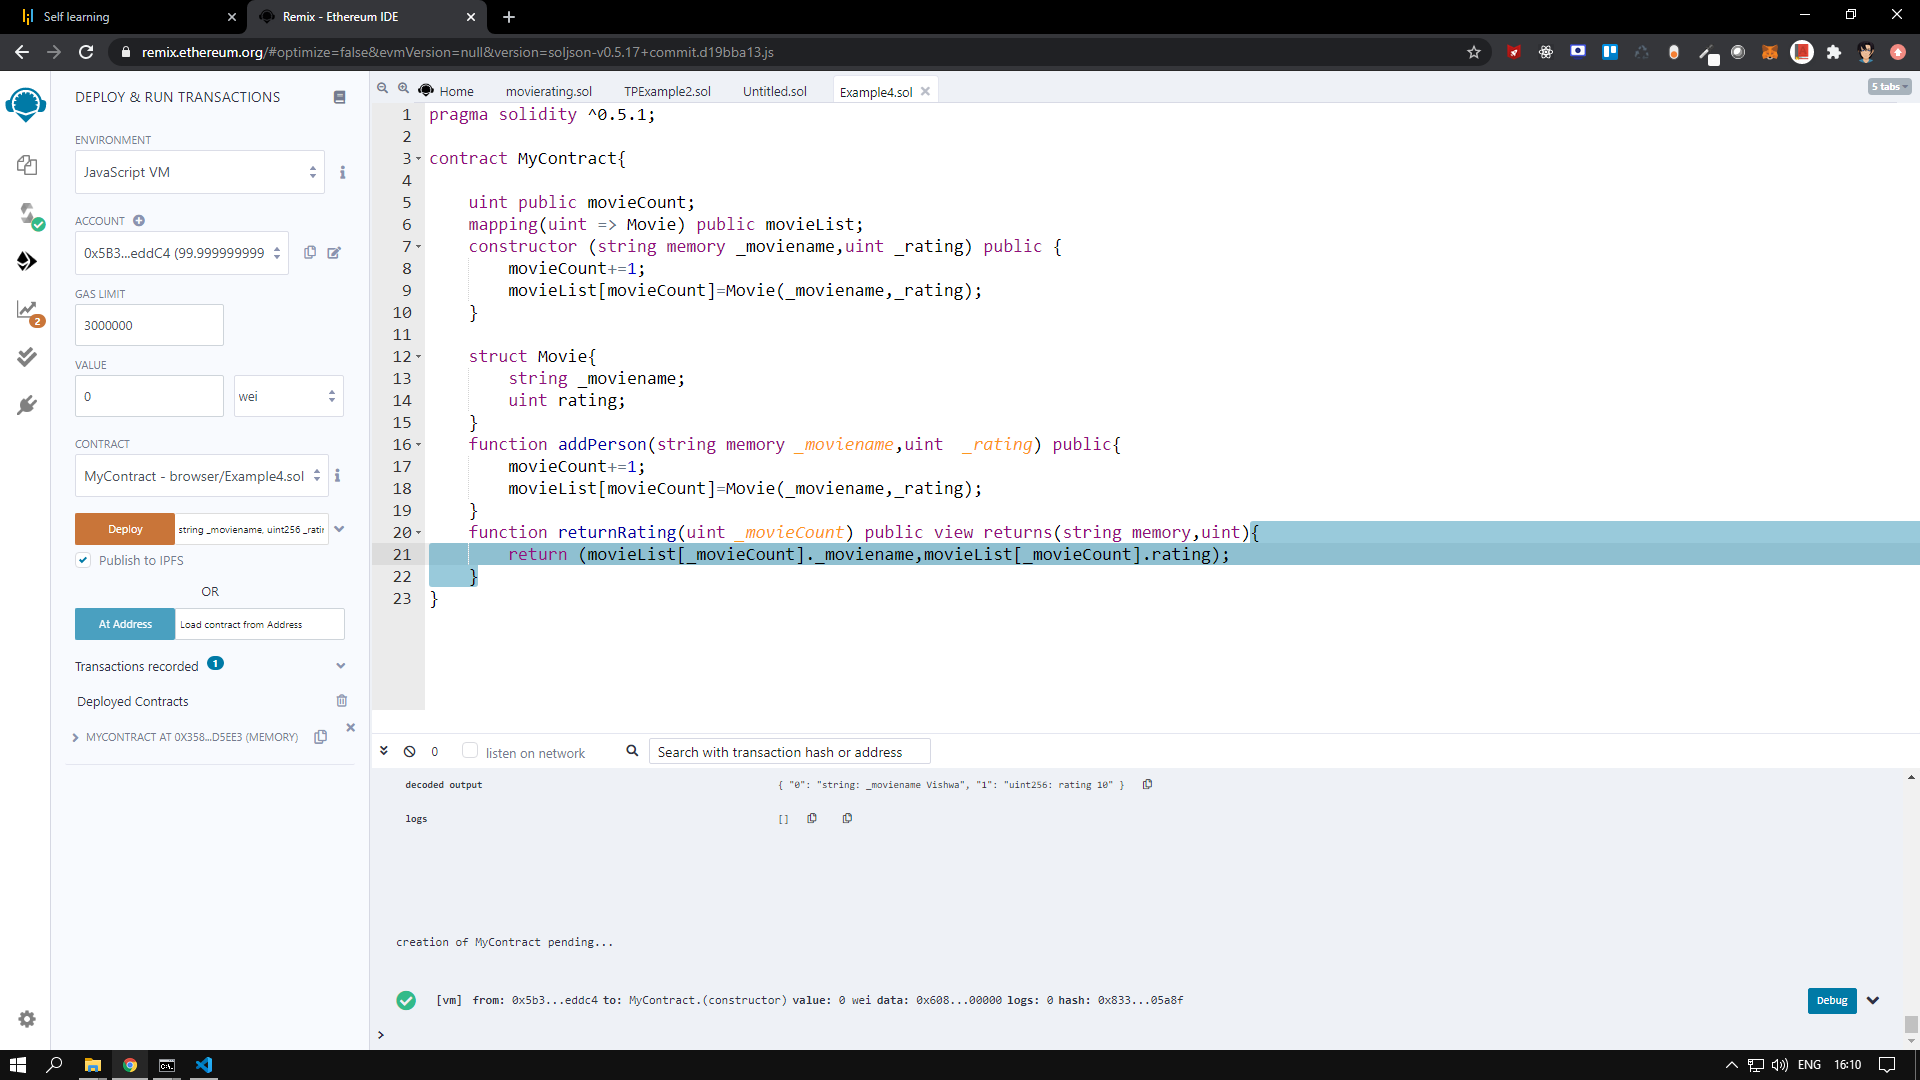 Self learning
Remix - Ethereum IDE
remix.ethereum.org/#optimize=false&evmVersion=null&version=soljson-v0.5.17+commit.d19bba13.js
DEPLOY & RUN TRANSACTIONS
ENVIRONMENT
JavaScript VM
ACCOUNT
0x5B3...eddC4 (99.999999999
GAS LIMIT
3000000
VALUE
0
wei
CONTRACT
MyContract - browser/Example4.sol
Deploy
string _moviename, uint256 _ratin
Publish to IPFS
OR
At Address
Load contract from Address
Transactions recorded 1
Deployed Contracts
MYCONTRACT AT 0X358...D5EE3 (MEMORY)
2
Home
movierating.sol
TPExample2.sol
Untitled.sol
Example4.sol
5 tabs
1 pragma solidity ^0.5.1;
2
3 contract MyContract{
4
5 uint public movieCount;
6 mapping(uint => Movie) public movieList;
7 constructor (string memory _moviename,uint _rating) public {
8 movieCount+=1;
9 movieList[movieCount]=Movie(_moviename,_rating);
10 }
11
12 struct Movie{
13 string _moviename;
14 uint rating;
15 }
16 function addPerson(string memory _moviename,uint  _rating) public{
17 movieCount+=1;
18 movieList[movieCount]=Movie(_moviename,_rating);
19 }
20 function returnRating(uint _movieCount) public view returns(string memory,uint){
21 return (movieList[_movieCount]._moviename,movieList[_movieCount].rating);
22 }
23 }
0
listen on network
Search with transaction hash or address
decoded output { "0": "string: _moviename Vishwa", "1": "uint256: rating 10" }
logs []
creation of MyContract pending...
[vm] from: 0x5b3...eddc4 to: MyContract.(constructor) value: 0 wei data: 0x608...00000 logs: 0 hash: 0x833...05a8f
Debug
>
ENG
16:10